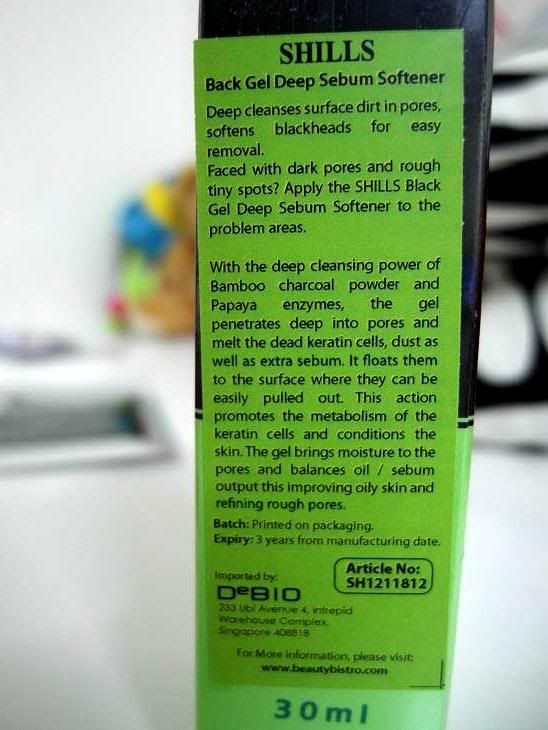 SHILLS
Back Gel Deep Sebum Softener
Deep cleanses surface dirt in pores,
softens blackheads for easy
removal.
Faced with dark pores and rough
tiny spots? Apply the SHILLS Black
Gel Deep Sebum Softener to the
problem areas.
With the deep cleansing power of
Bamboo charcoal powder and
Papaya enzymes, the gel
penetrates deep into pores and
melt the dead keratin cells, dust as
well as extra sebum. It floats them
to the surface where they can be
easily pulled out. This action
promotes the metabolism of the
keratin cells and conditions the
skin. The gel brings moisture to the
pores and balances oil / sebum
output this improving oily skin and
refining rough pores.
Batch: Printed on packaging.
Expiry: 3 years from manufacturing date.
Article No:
SH1211812
Imported by:
DeBIO
233 Ubi Avenue 4, Intrepid
Warehouse Complex,
Singapore 408818
For More information, please visit:
www.beautybistro.com
30ml